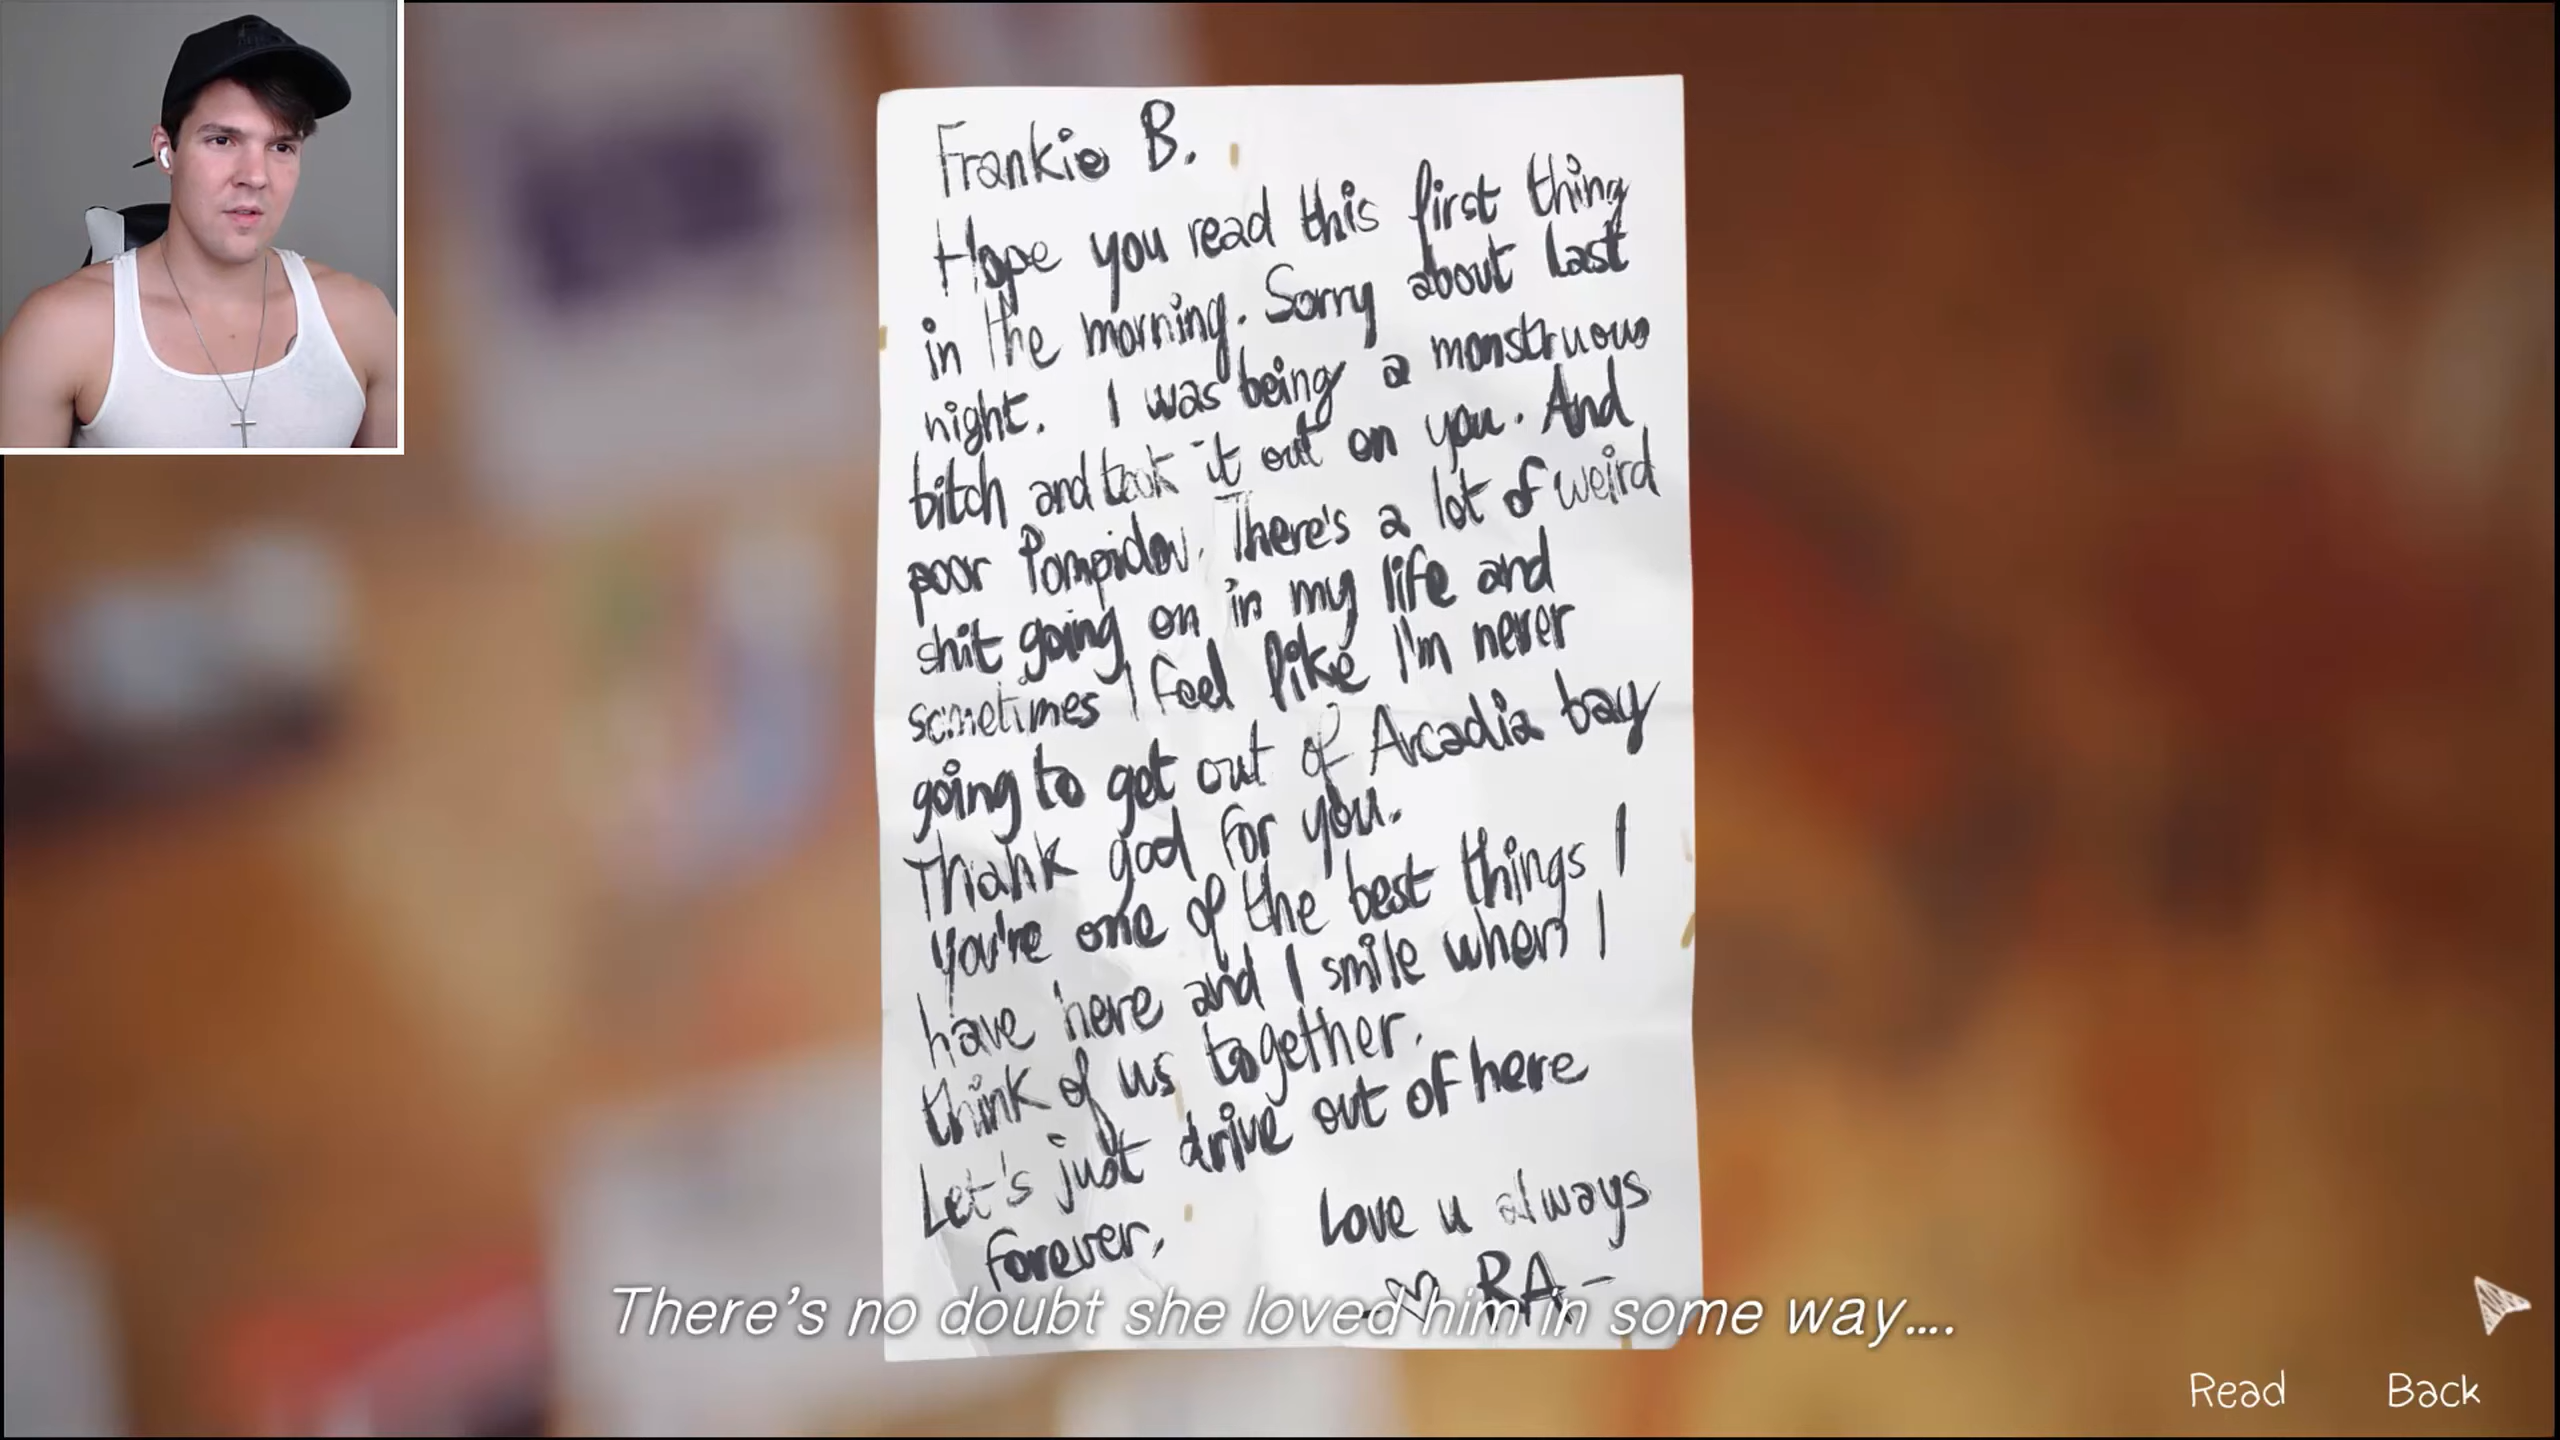 Frankie B.
Hope you read this first thing
in the morning. Sorry about last
night. I was being a monstruous
bitch and took it out on you. And
poor Pompidou. There's a lot of weird
shit going on in my life and
sometimes I feel like I'm never
going to get out of Arcadia bay
Thank god for you.
You're one of the best things I
have here and I smile when I
think of us together.
Let's just drive out of here
forever,
Love u always
RA -
There's no doubt she loved him in some way....
Read Back